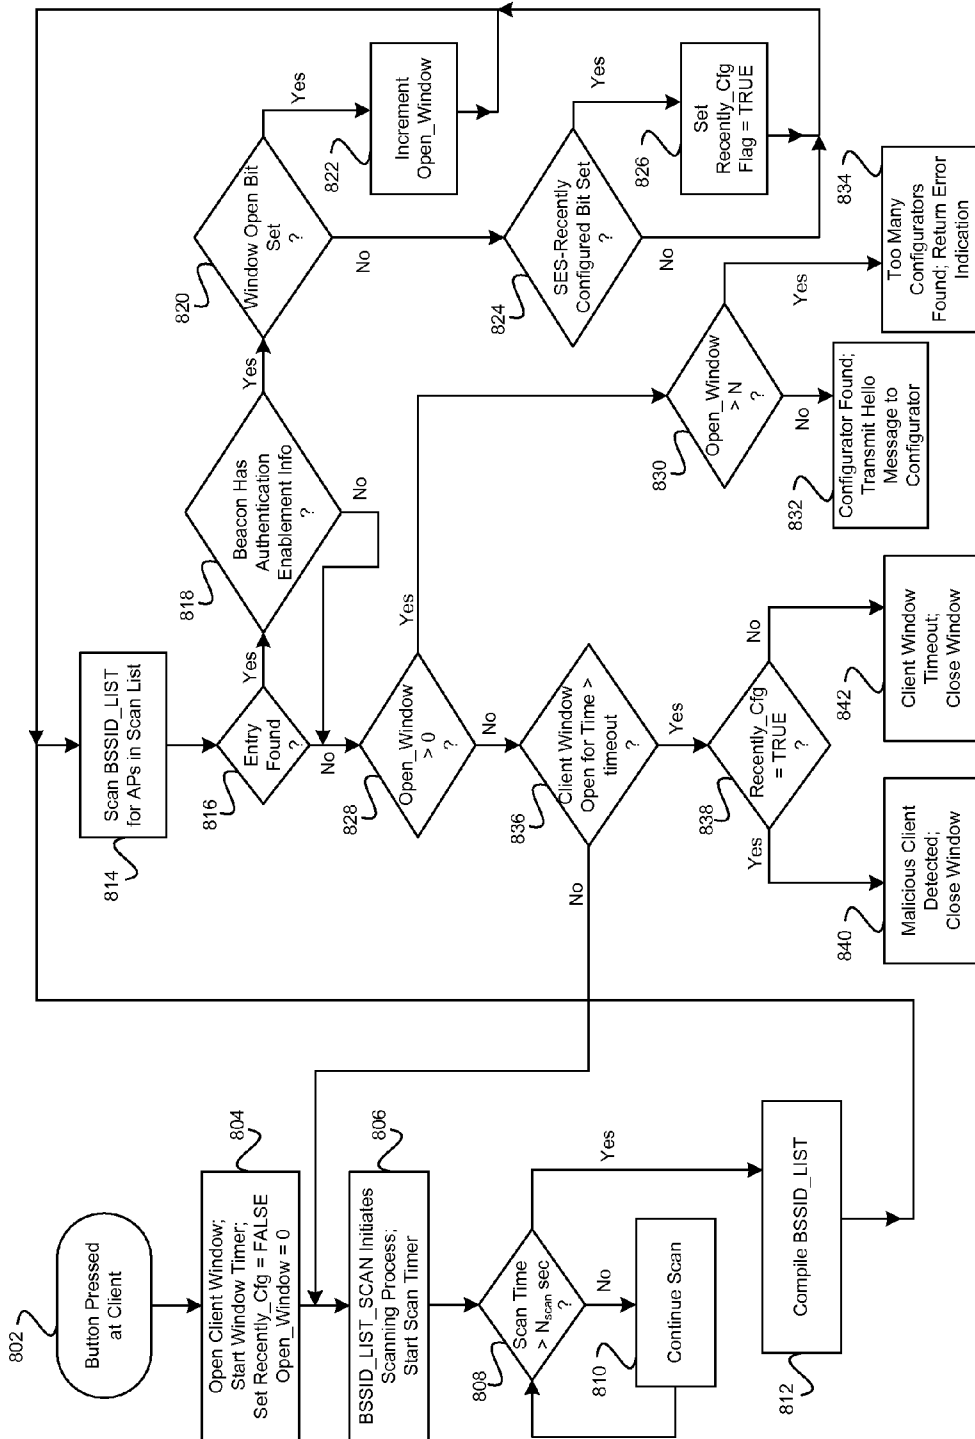 802
Button Pressed
at Client
804
Open Client Window;
Start Window Timer;
Set Recently_Cfg = FALSE
Open_Window = 0
806
BSSID_LIST_SCAN Initiates
Scanning Process;
Start Scan Timer
808
Scan Time
> Nscan sec
?
Yes
No
810
Continue Scan
812
Compile BSSID_LIST
814
Scan BSSID_LIST
for APs in Scan List
816
Entry
Found
?
Yes
No
818
Beacon Has
Authentication
Enablement Info
?
Yes
No
820
Window Open Bit
Set
?
Yes
No
822
Increment
Open_Window
824
SES-Recently
Configured Bit Set
?
Yes
No
826
Set
Recently_Cfg
Flag = TRUE
828
Open_Window
> 0
?
Yes
No
830
Open_Window
> N
?
Yes
No
832
Configurator Found;
Transmit Hello
Message to
Configurator
834
Too Many
Configurators
Found; Return Error
Indication
836
Client Window
Open for Time >
timeout
?
No
Yes
838
Recently_Cfg
= TRUE
?
Yes
No
840
Malicious Client
Detected;
Close Window
842
Client Window
Timeout;
Close Window